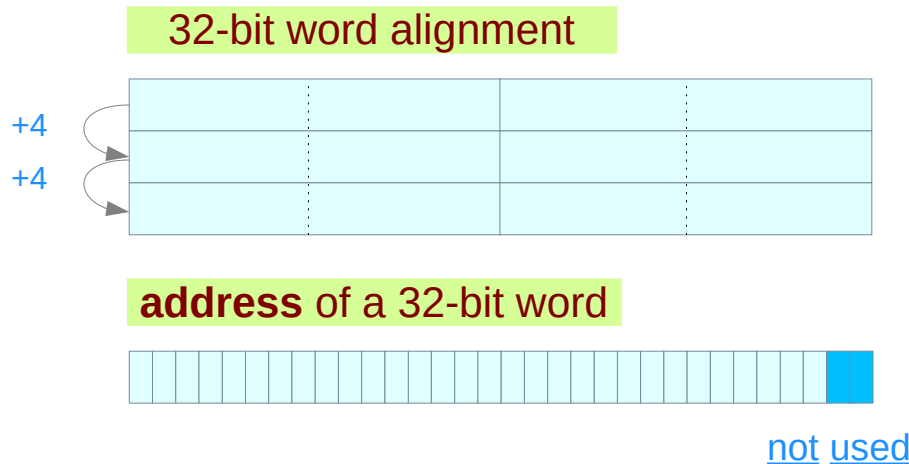 32-bit word alignment
+4
+4
address of a 32-bit word
not used